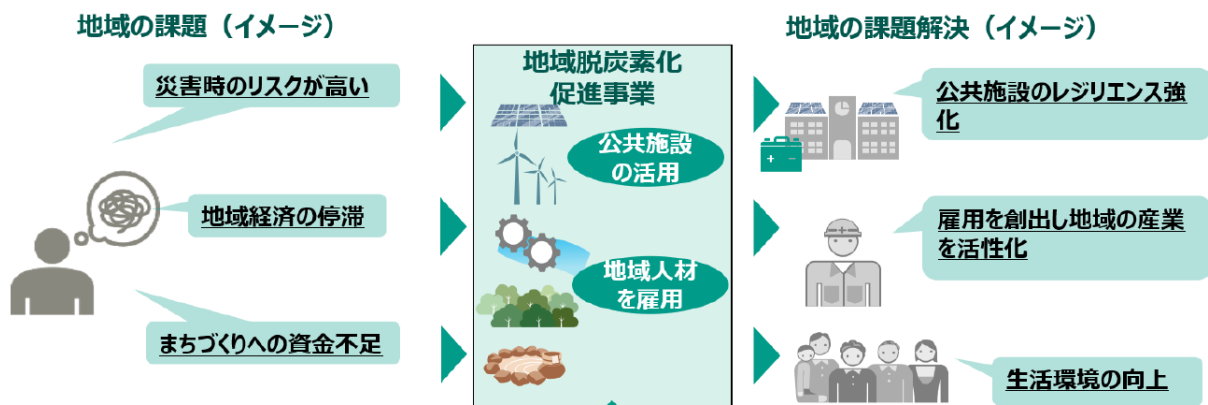 地域の課題（イメージ）
災害時のリスクが高い
地域経済の停滞
まちづくりへの資金不足
地域脱炭素化
促進事業
公共施設
の活用
地域人材
を雇用
地域の課題解決（イメージ）
公共施設のレジリエンス強
化
雇用を創出し地域の産業
を活性化
生活環境の向上